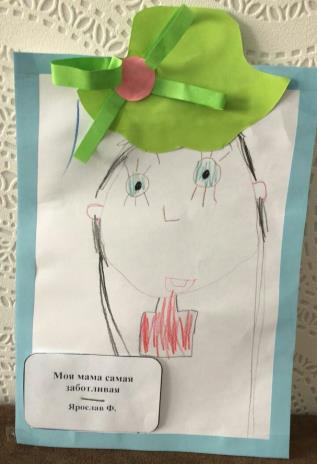 Моя мама самая
заботливая
Ярослав Ф.